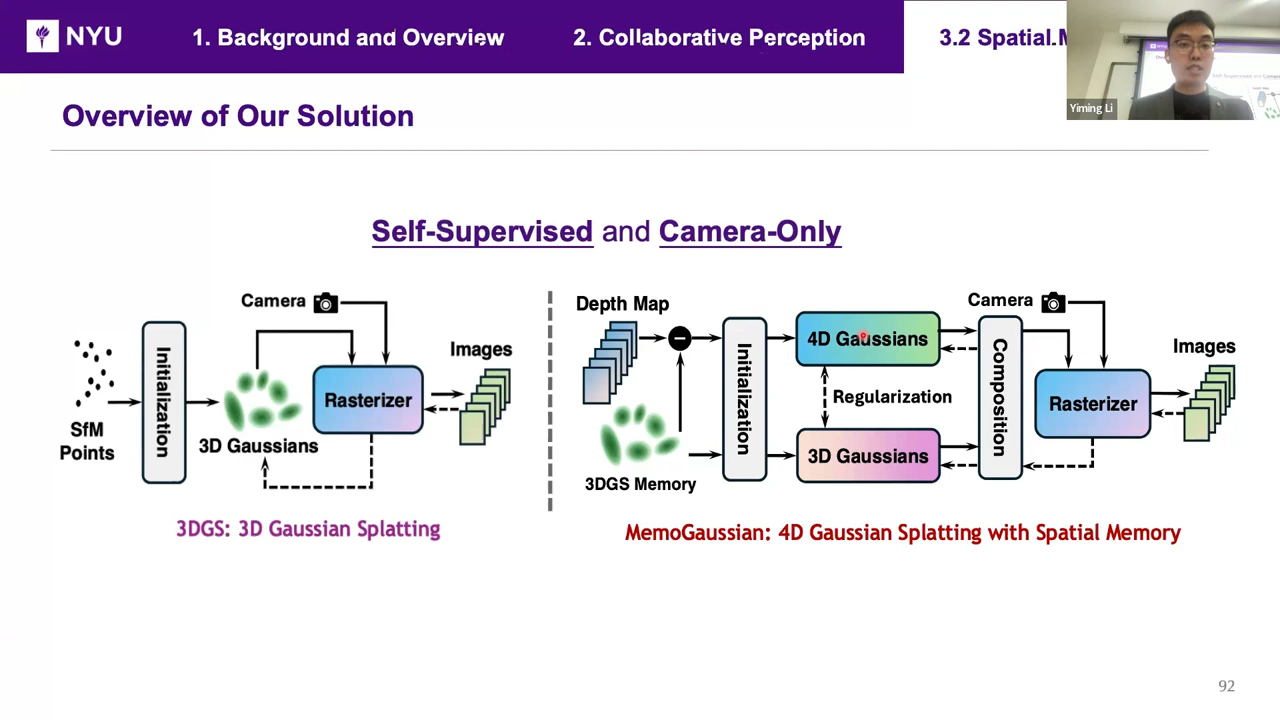 NYU
1. Background and Overview
2. Collaborative Perception
3.2 Spatial
Yiming Li
Overview of Our Solution
Self-Supervised and Camera-Only
Camera
Initialization
SfM
Points
3D Gaussians
Rasterizer
Images
3DGS: 3D Gaussian Splatting
Depth Map
3DGS Memory
Initialization
4D Gaussians
Regularization
3D Gaussians
Composition
Camera
Rasterizer
Images
MemoGaussian: 4D Gaussian Splatting with Spatial Memory
92